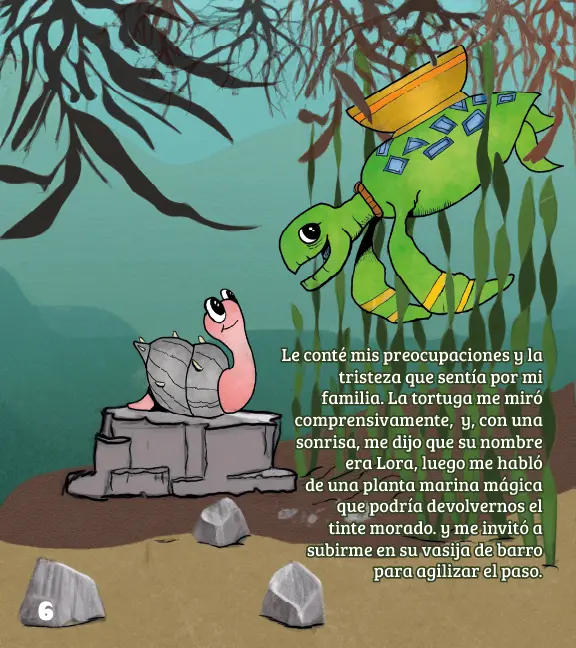 Le conté mis preocupaciones y la
tristeza que sentía por mi
familia. La tortuga me miró
comprensivamente, y, con una
sonrisa, me dijo que su nombre
era Lora, luego me habló
de una planta marina mágica
que podría devolvernos el
tinte morado. y me invitó a
subirme en su vasija de barro
para agilizar el paso.
6